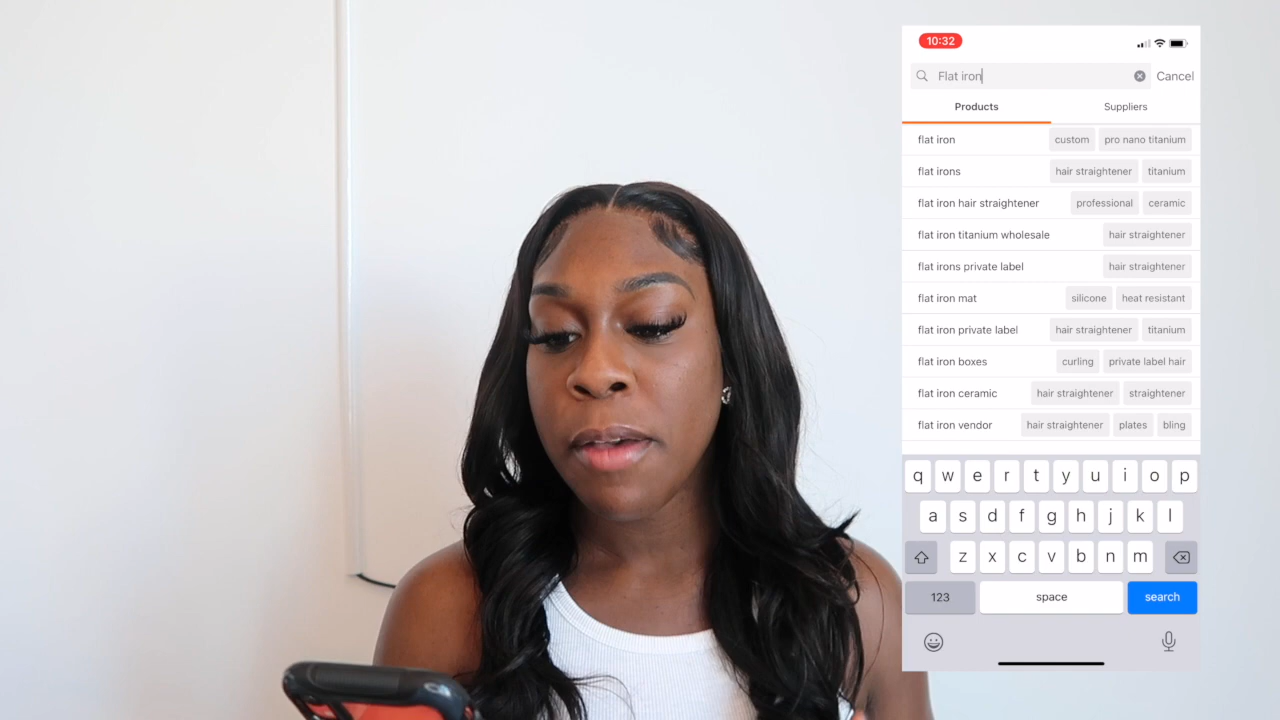 10:32
Flat iron
Cancel
Products
Suppliers
flat iron custom pro nano titanium
flat irons hair straightener titanium
flat iron hair straightener professional ceramic
flat iron titanium wholesale hair straightener
flat irons private label hair straightener
flat iron mat silicone heat resistant
flat iron private label hair straightener titanium
flat iron boxes curling private label hair
flat iron ceramic hair straightener straightener
flat iron vendor hair straightener plates bling
q w e r t y u i o p
a s d f g h j k l
z x c v b n m
123 space search